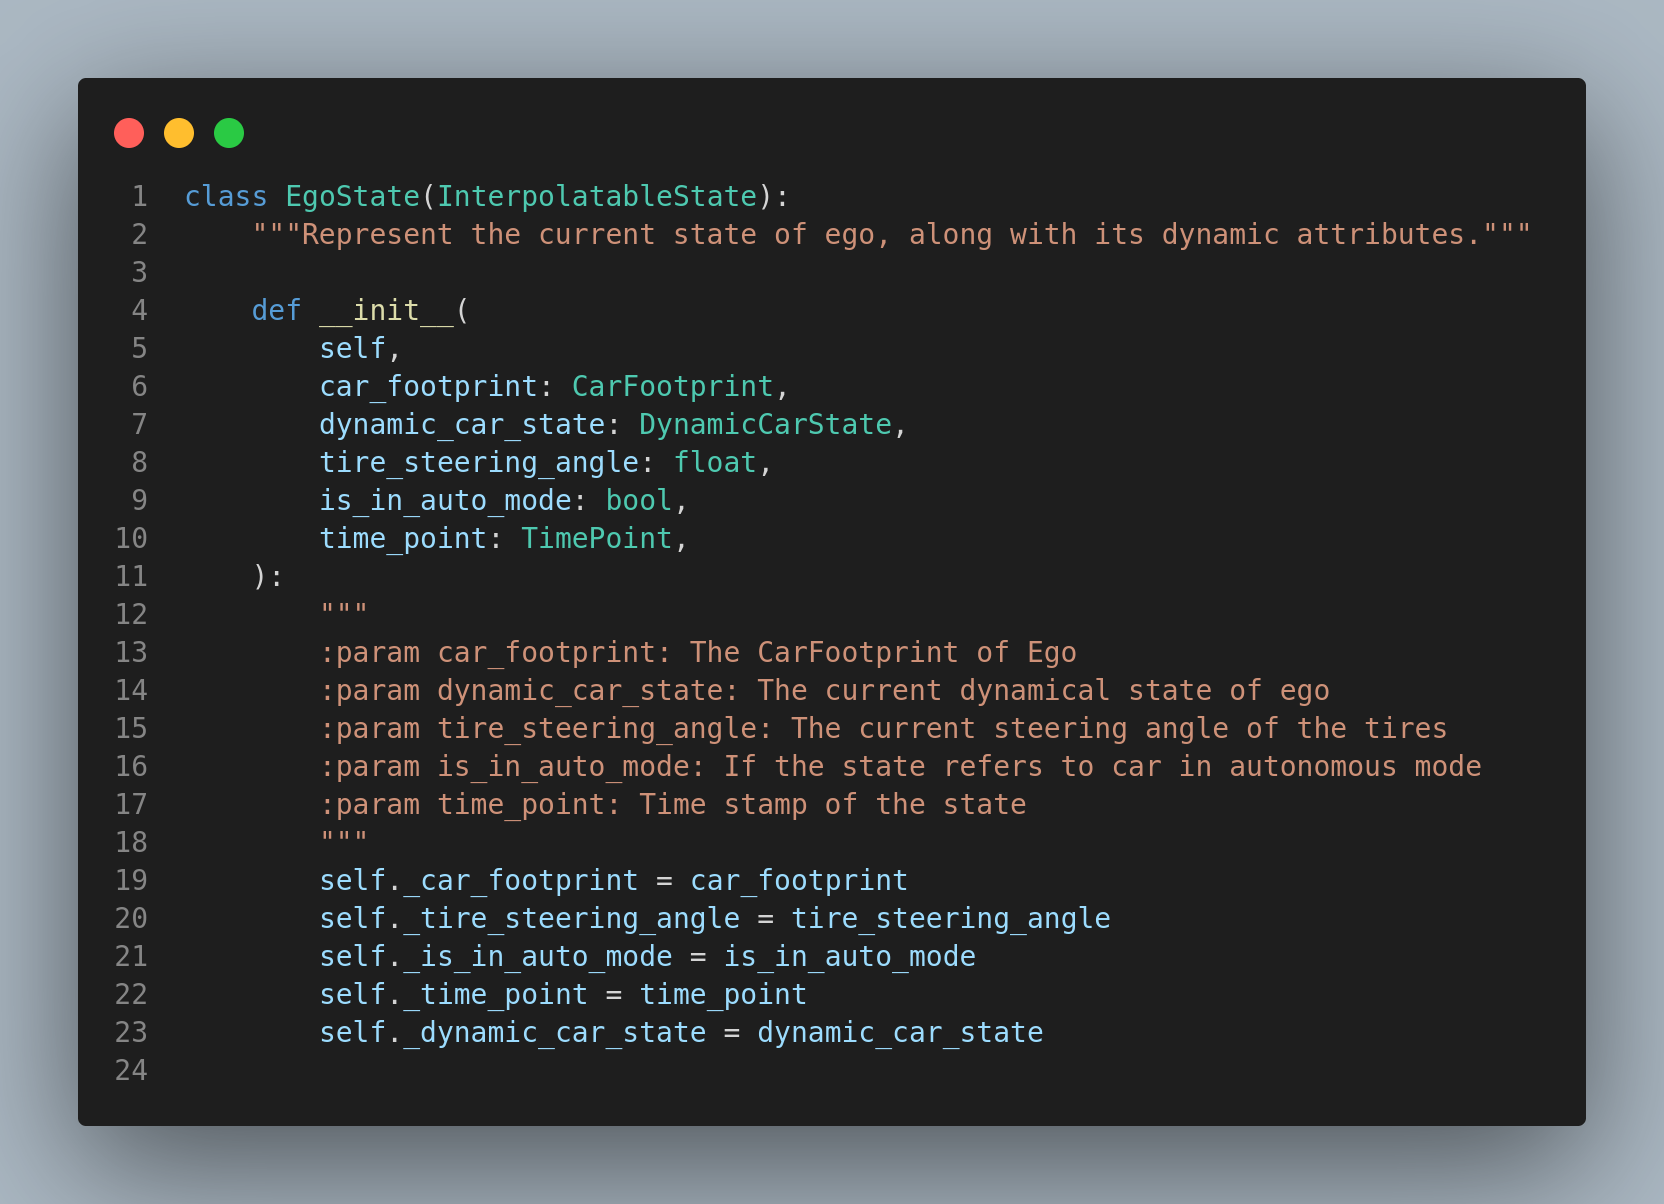 1 class EgoState(InterpolatableState):
2     """Represent the current state of ego, along with its dynamic attributes."""
3
4     def __init__(
5         self,
6         car_footprint: CarFootprint,
7         dynamic_car_state: DynamicCarState,
8         tire_steering_angle: float,
9         is_in_auto_mode: bool,
10         time_point: TimePoint,
11     ):
12         """
13         :param car_footprint: The CarFootprint of Ego
14         :param dynamic_car_state: The current dynamical state of ego
15         :param tire_steering_angle: The current steering angle of the tires
16         :param is_in_auto_mode: If the state refers to car in autonomous mode
17         :param time_point: Time stamp of the state
18         """
19         self._car_footprint = car_footprint
20         self._tire_steering_angle = tire_steering_angle
21         self._is_in_auto_mode = is_in_auto_mode
22         self._time_point = time_point
23         self._dynamic_car_state = dynamic_car_state
24